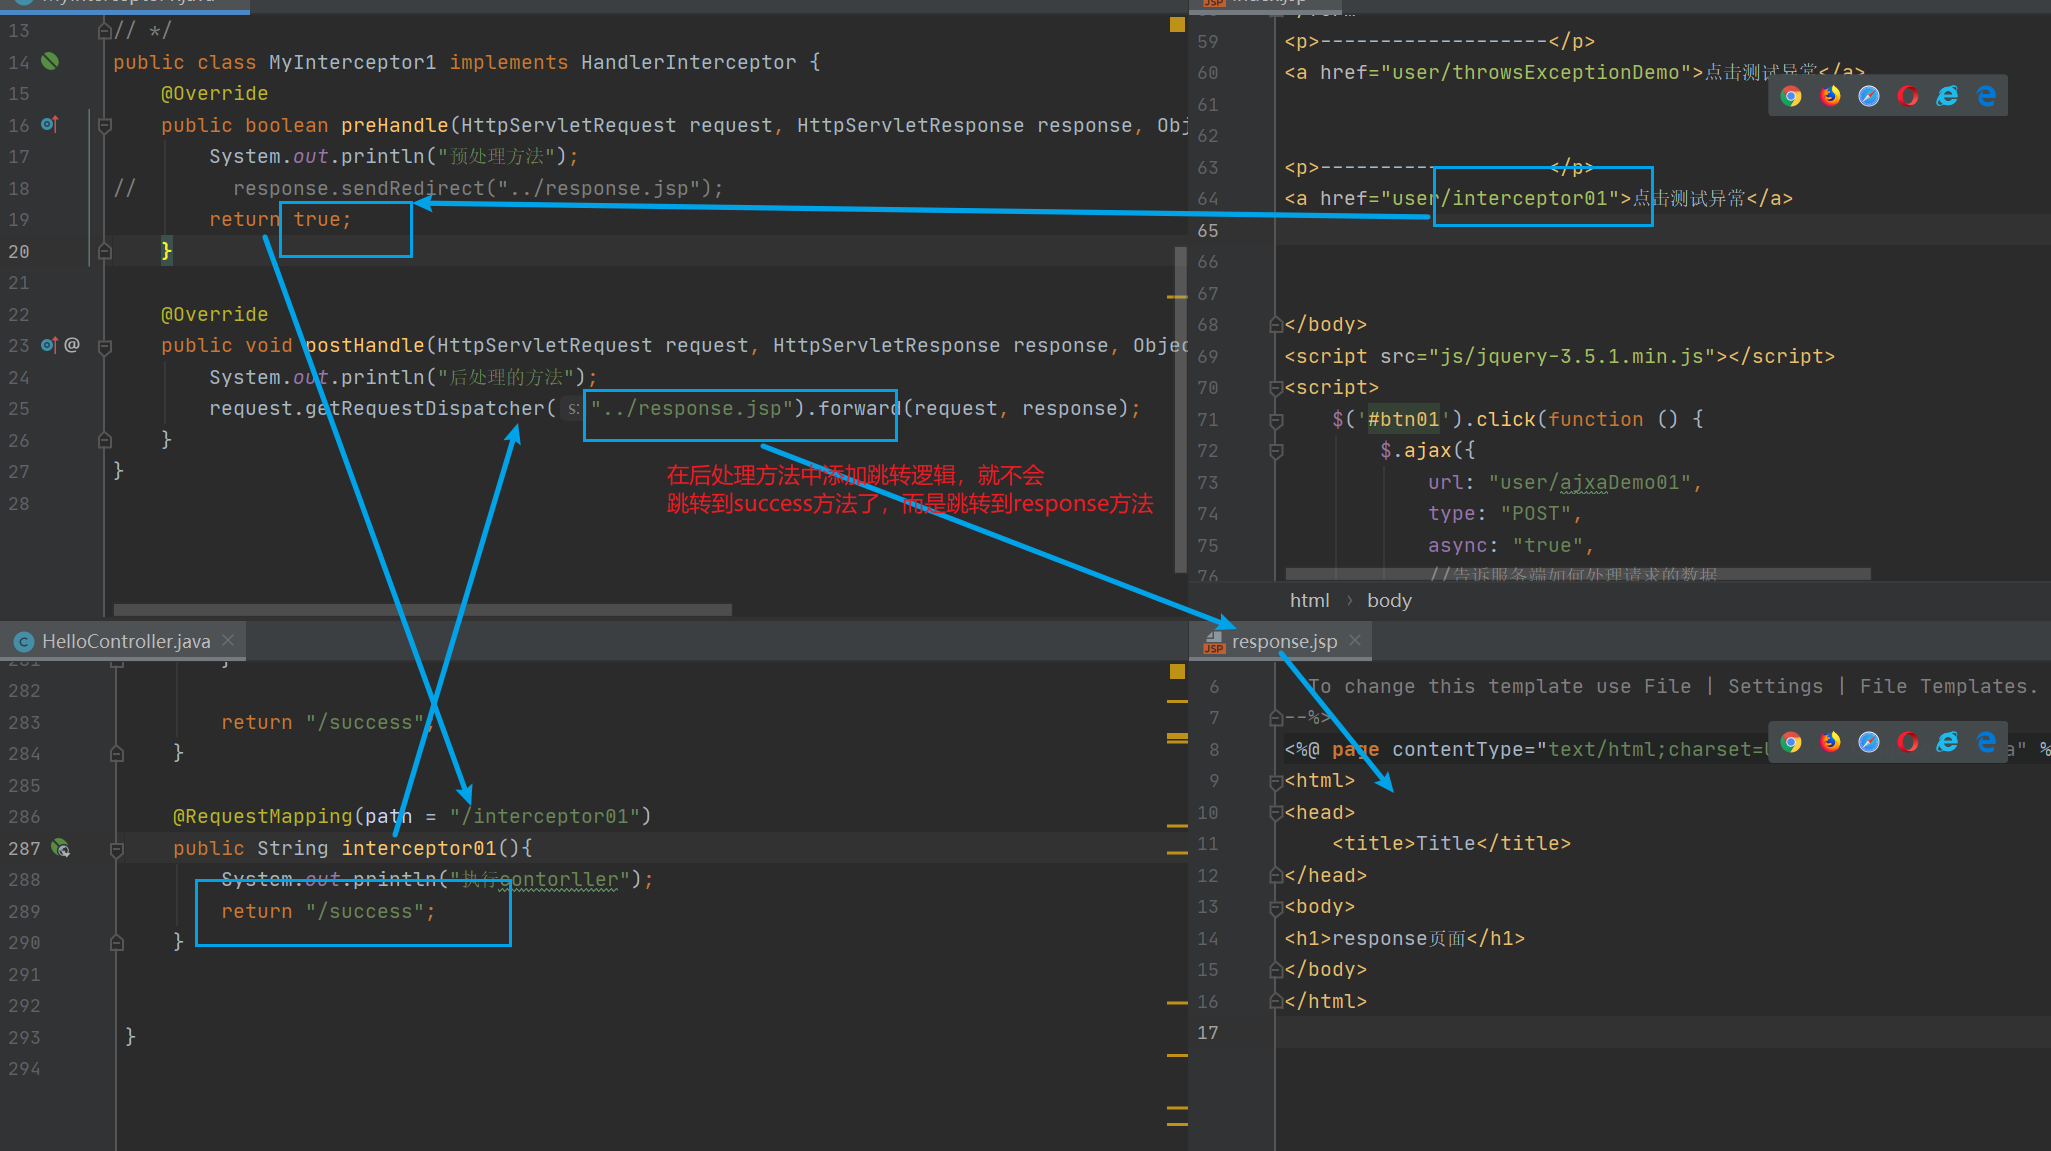 13 // */
14 public class MyInterceptor1 implements HandlerInterceptor {
15 @Override
16 public boolean preHandle(HttpServletRequest request, HttpServletResponse response, Obj
17 System.out.println("预处理方法");
18 // response.sendRedirect("../response.jsp");
19 return true;
20 }
21
22 @Override
23 @ public void postHandle(HttpServletRequest request, HttpServletResponse response, Objec
24 System.out.println("后处理的方法");
25 request.getRequestDispatcher( s: "../response.jsp").forward(request, response);
26 }
27 }
28
在后处理方法中添加跳转逻辑，就不会
跳转到success方法了，而是跳转到response方法
59 <p>-------------------</p>
60 <a href="user/throwsExceptionDemo">点击测试异常</a>
61
62
63 <p>-------------------</p>
64 <a href="user/interceptor01">点击测试异常</a>
65
66
67
68 </body>
69 <script src="js/jquery-3.5.1.min.js"></script>
70 <script>
71 $('#btn01').click(function () {
72 $.ajax({
73 url: "user/ajxaDemo01",
74 type: "POST",
75 async: "true",
76 //告诉服务端如何处理请求的数据
html › body
HelloController.java
282
283 return "/success";
284 }
285
286 @RequestMapping(path = "/interceptor01")
287 public String interceptor01(){
288 System.out.println("执行contorller");
289 return "/success";
290 }
291
292
293 }
294
response.jsp
6 To change this template use File | Settings | File Templates.
7 --%>
8 <%@ page contentType="text/html;charset=
9 <html>
10 <head>
11 <title>Title</title>
12 </head>
13 <body>
14 <h1>response页面</h1>
15 </body>
16 </html>
17